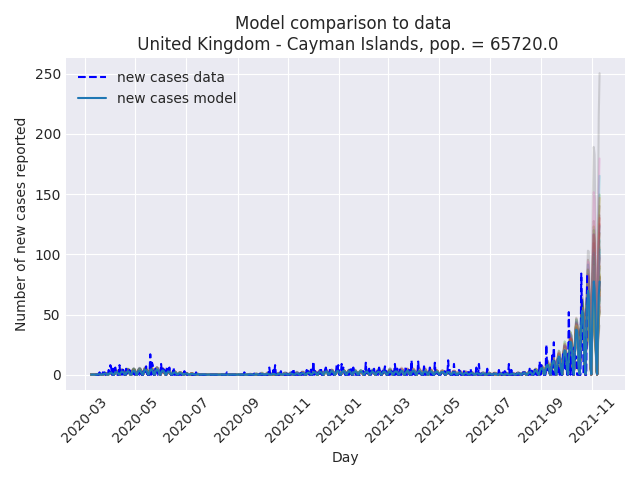 Model comparison to data
United Kingdom - Cayman Islands, pop. = 65720.0
new cases data
new cases model
Number of new cases reported
250
200
150
100
50
0
2020-03
2020-05
2020-07
2020-09
2020-11
2021-01
2021-03
2021-05
2021-07
2021-09
2021-11
Day